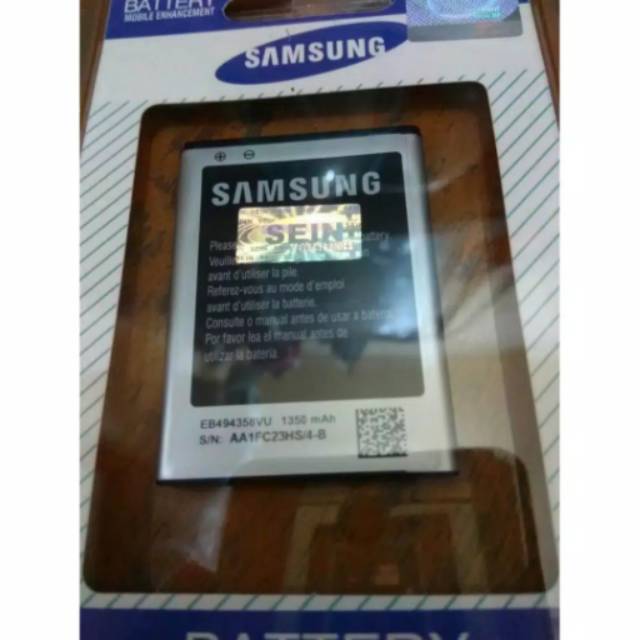 BATTERY
MOBILE ENHANCEMENT
SAMSUNG
SAMSUNG
SEIN
Please battery
Veuillez
avant d'utiliser la pile.
Referez-vous au mode d'emploi
avant d'utiliser la batterie.
Consulte o manual antes de usar a bateria.
Por favor lea el manual antes de
utilizar la batería.
EB494358VU 1350 mAh
S/N: AA1FC23HS/4-B
BATTERY